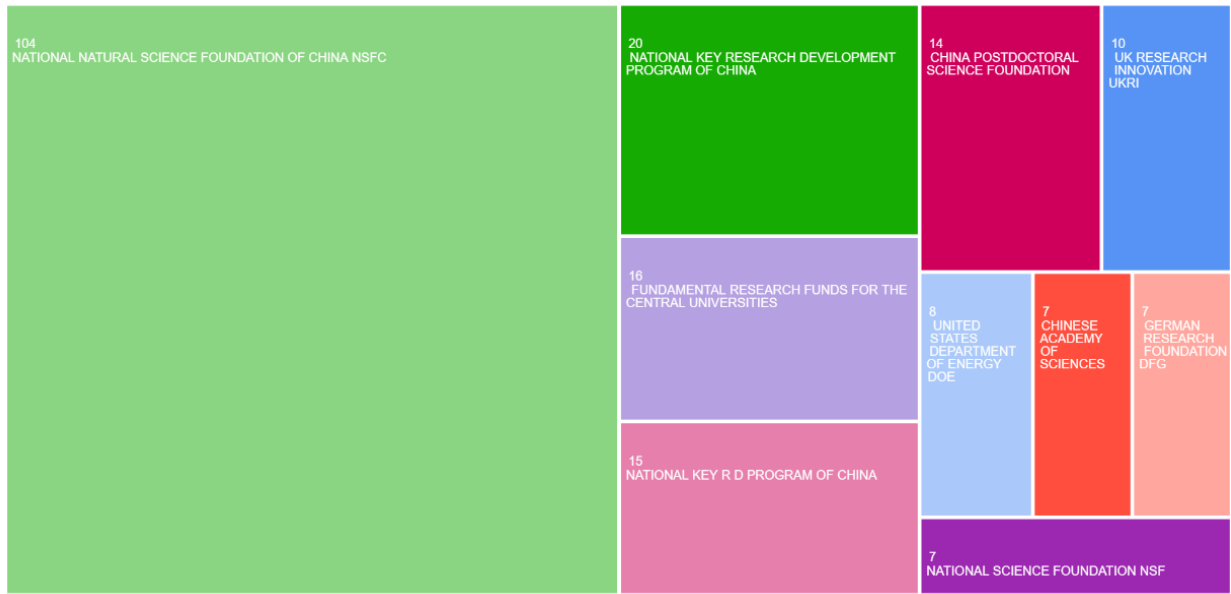 104
NATIONAL NATURAL SCIENCE FOUNDATION OF CHINA NSFC
20
NATIONAL KEY RESEARCH DEVELOPMENT
PROGRAM OF CHINA
16
FUNDAMENTAL RESEARCH FUNDS FOR THE
CENTRAL UNIVERSITIES
15
NATIONAL KEY R D PROGRAM OF CHINA
14
CHINA POSTDOCTORAL
SCIENCE FOUNDATION
10
UK RESEARCH
INNOVATION
UKRI
8
UNITED
STATES
DEPARTMENT
OF ENERGY
DOE
7
CHINESE
ACADEMY
OF
SCIENCES
7
GERMAN
RESEARCH
FOUNDATION
DFG
7
NATIONAL SCIENCE FOUNDATION NSF